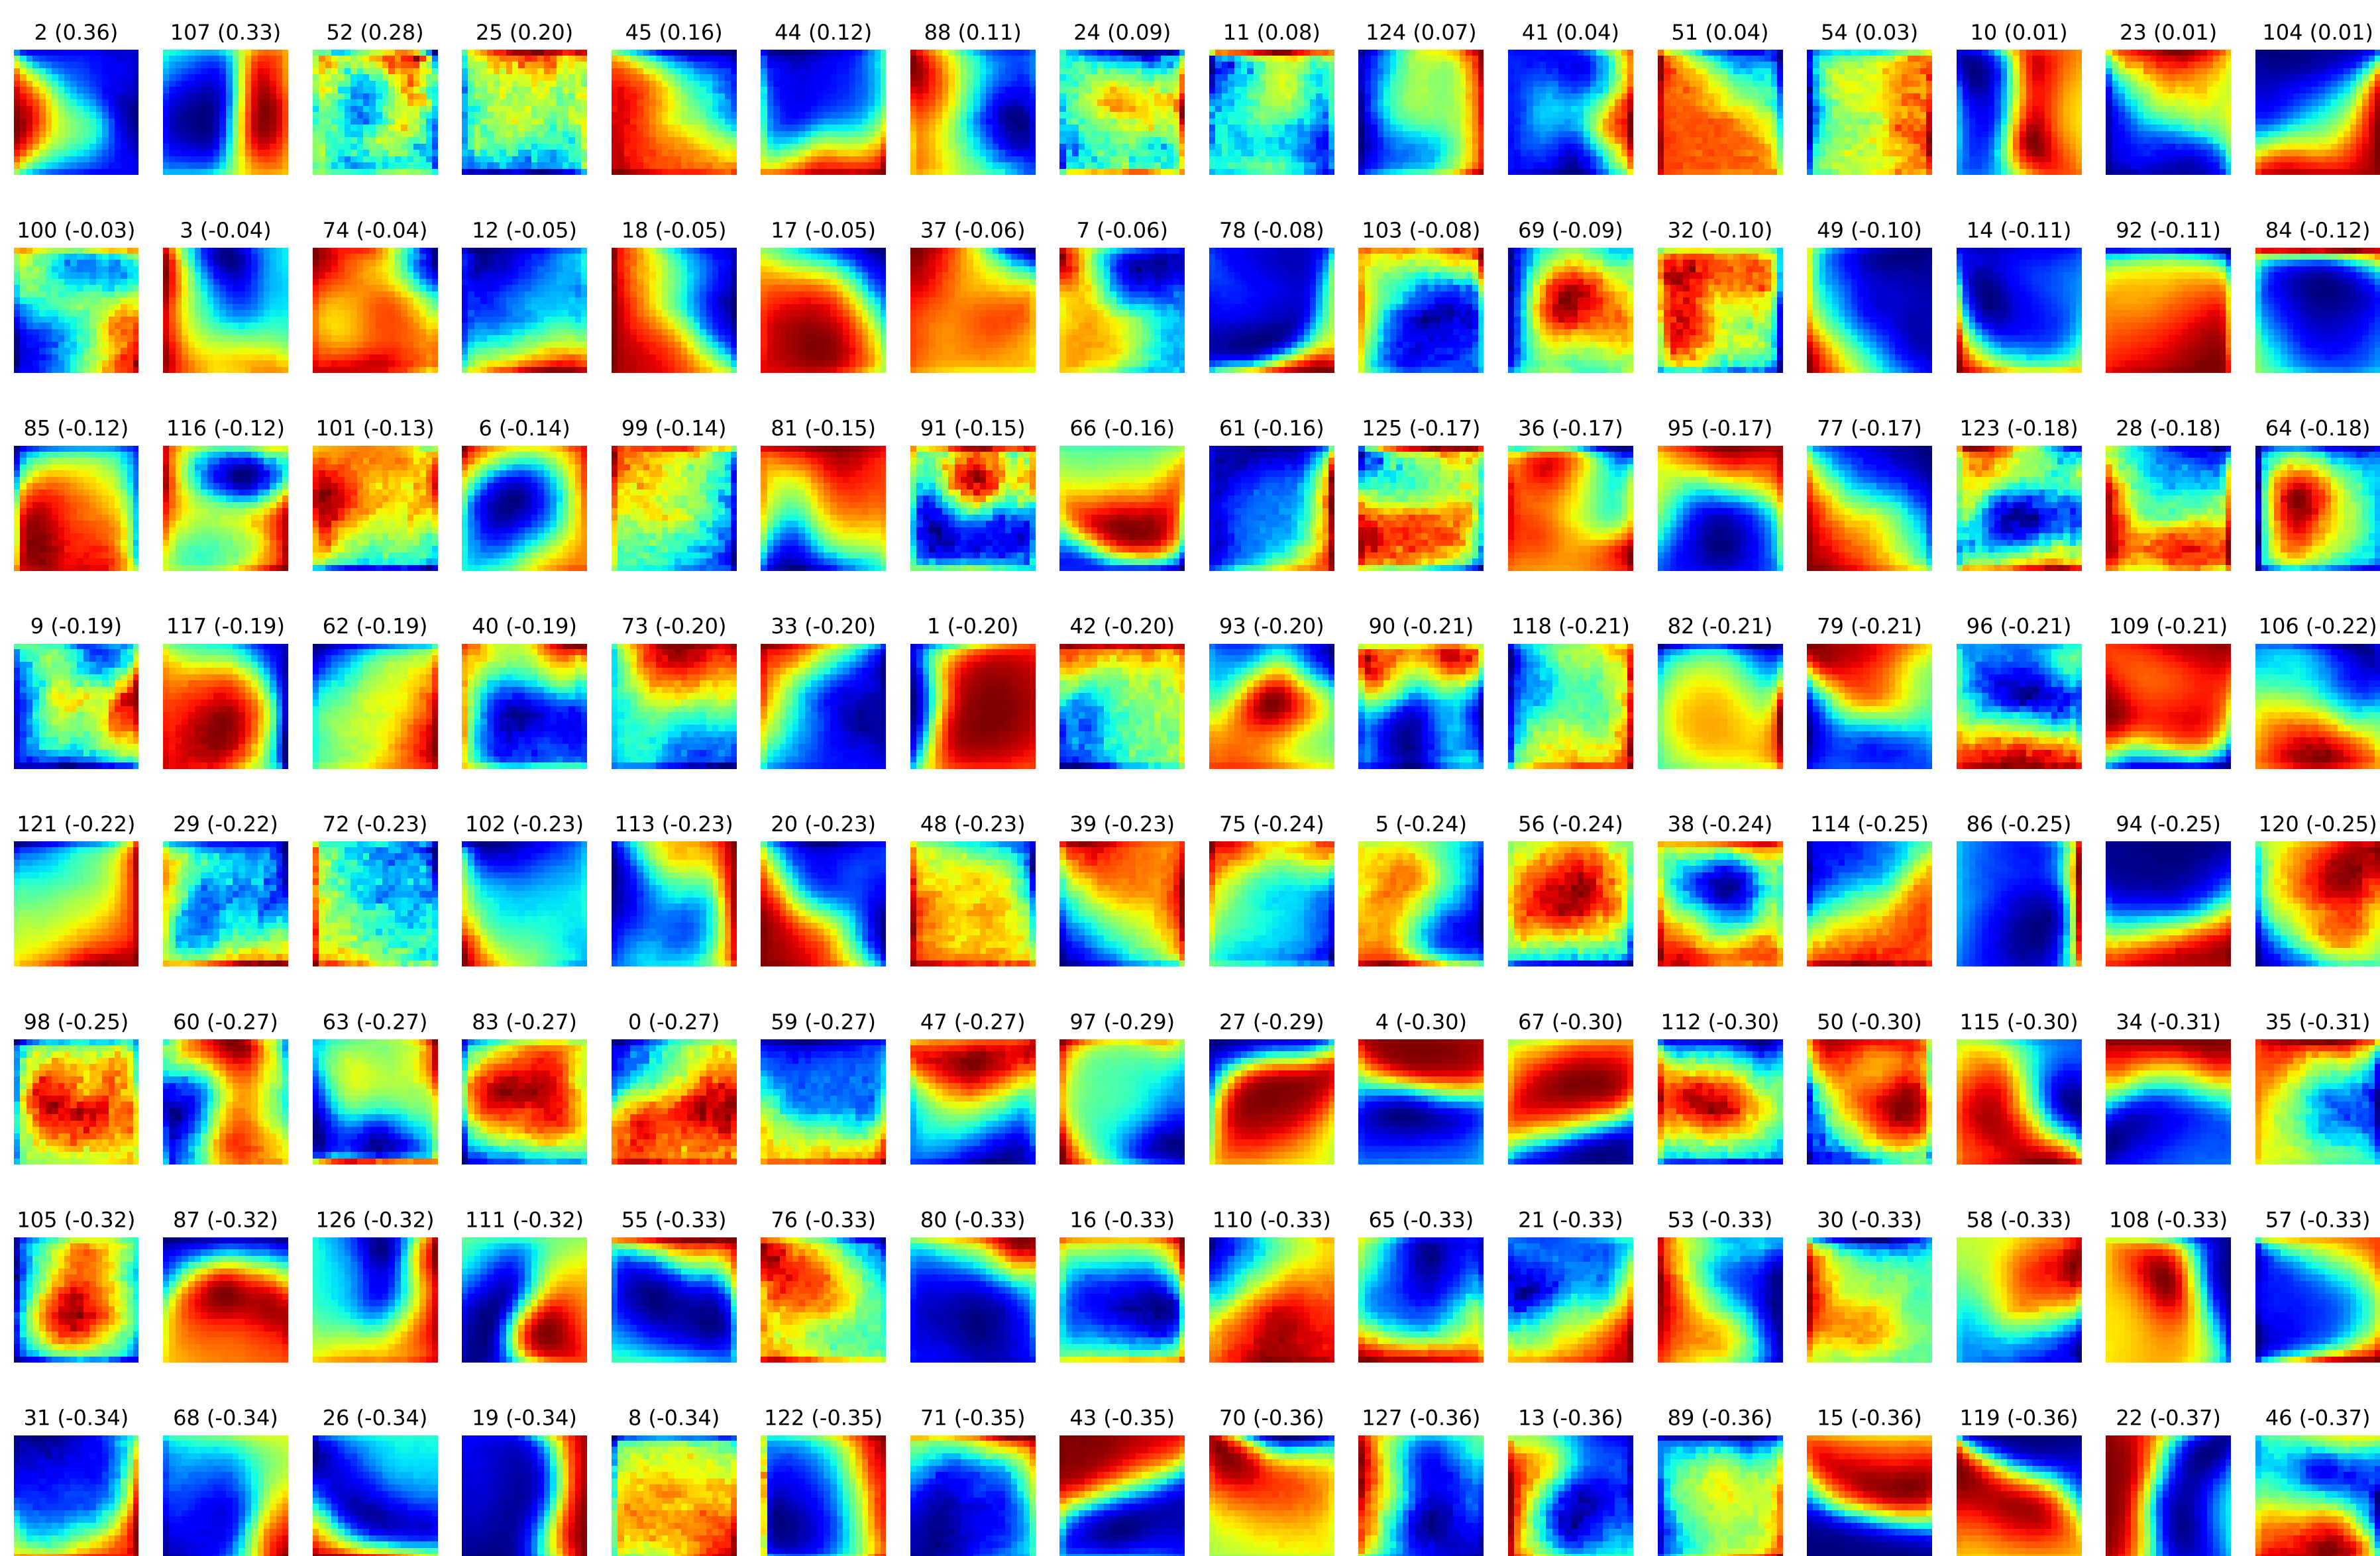 2 (0.36) 107 (0.33) 52 (0.28) 25 (0.20) 45 (0.16) 44 (0.12) 88 (0.11) 24 (0.09) 11 (0.08) 124 (0.07) 41 (0.04) 51 (0.04) 54 (0.03) 10 (0.01) 23 (0.01) 104 (0.01)
100 (-0.03) 3 (-0.04) 74 (-0.04) 12 (-0.05) 18 (-0.05) 17 (-0.05) 37 (-0.06) 7 (-0.06) 78 (-0.08) 103 (-0.08) 69 (-0.09) 32 (-0.10) 49 (-0.10) 14 (-0.11) 92 (-0.11) 84 (-0.12)
85 (-0.12) 116 (-0.12) 101 (-0.13) 6 (-0.14) 99 (-0.14) 81 (-0.15) 91 (-0.15) 66 (-0.16) 61 (-0.16) 125 (-0.17) 36 (-0.17) 95 (-0.17) 77 (-0.17) 123 (-0.18) 28 (-0.18) 64 (-0.18)
9 (-0.19) 117 (-0.19) 62 (-0.19) 40 (-0.19) 73 (-0.20) 33 (-0.20) 1 (-0.20) 42 (-0.20) 93 (-0.20) 90 (-0.21) 118 (-0.21) 82 (-0.21) 79 (-0.21) 96 (-0.21) 109 (-0.21) 106 (-0.22)
121 (-0.22) 29 (-0.22) 72 (-0.23) 102 (-0.23) 113 (-0.23) 20 (-0.23) 48 (-0.23) 39 (-0.23) 75 (-0.24) 5 (-0.24) 56 (-0.24) 38 (-0.24) 114 (-0.25) 86 (-0.25) 94 (-0.25) 120 (-0.25)
98 (-0.25) 60 (-0.27) 63 (-0.27) 83 (-0.27) 0 (-0.27) 59 (-0.27) 47 (-0.27) 97 (-0.29) 27 (-0.29) 4 (-0.30) 67 (-0.30) 112 (-0.30) 50 (-0.30) 115 (-0.30) 34 (-0.31) 35 (-0.31)
105 (-0.32) 87 (-0.32) 126 (-0.32) 111 (-0.32) 55 (-0.33) 76 (-0.33) 80 (-0.33) 16 (-0.33) 110 (-0.33) 65 (-0.33) 21 (-0.33) 53 (-0.33) 30 (-0.33) 58 (-0.33) 108 (-0.33) 57 (-0.33)
31 (-0.34) 68 (-0.34) 26 (-0.34) 19 (-0.34) 8 (-0.34) 122 (-0.35) 71 (-0.35) 43 (-0.35) 70 (-0.36) 127 (-0.36) 13 (-0.36) 89 (-0.36) 15 (-0.36) 119 (-0.36) 22 (-0.37) 46 (-0.37)